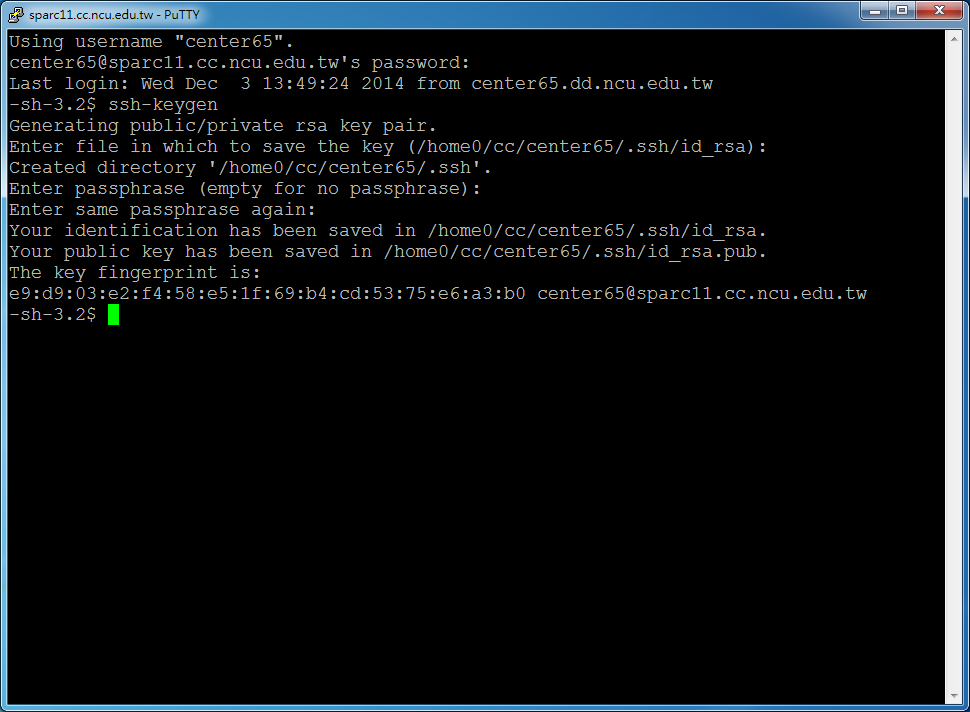 sparc11.cc.ncu.edu.tw - PuTTY
Using username "center65".
center65@sparc11.cc.ncu.edu.tw's password:
Last login: Wed Dec  3 13:49:24 2014 from center65.dd.ncu.edu.tw
-sh-3.2$ ssh-keygen
Generating public/private rsa key pair.
Enter file in which to save the key (/home0/cc/center65/.ssh/id_rsa):
Created directory '/home0/cc/center65/.ssh'.
Enter passphrase (empty for no passphrase):
Enter same passphrase again:
Your identification has been saved in /home0/cc/center65/.ssh/id_rsa.
Your public key has been saved in /home0/cc/center65/.ssh/id_rsa.pub.
The key fingerprint is:
e9:d9:03:e2:f4:58:e5:1f:69:b4:cd:53:75:e6:a3:b0 center65@sparc11.cc.ncu.edu.tw
-sh-3.2$